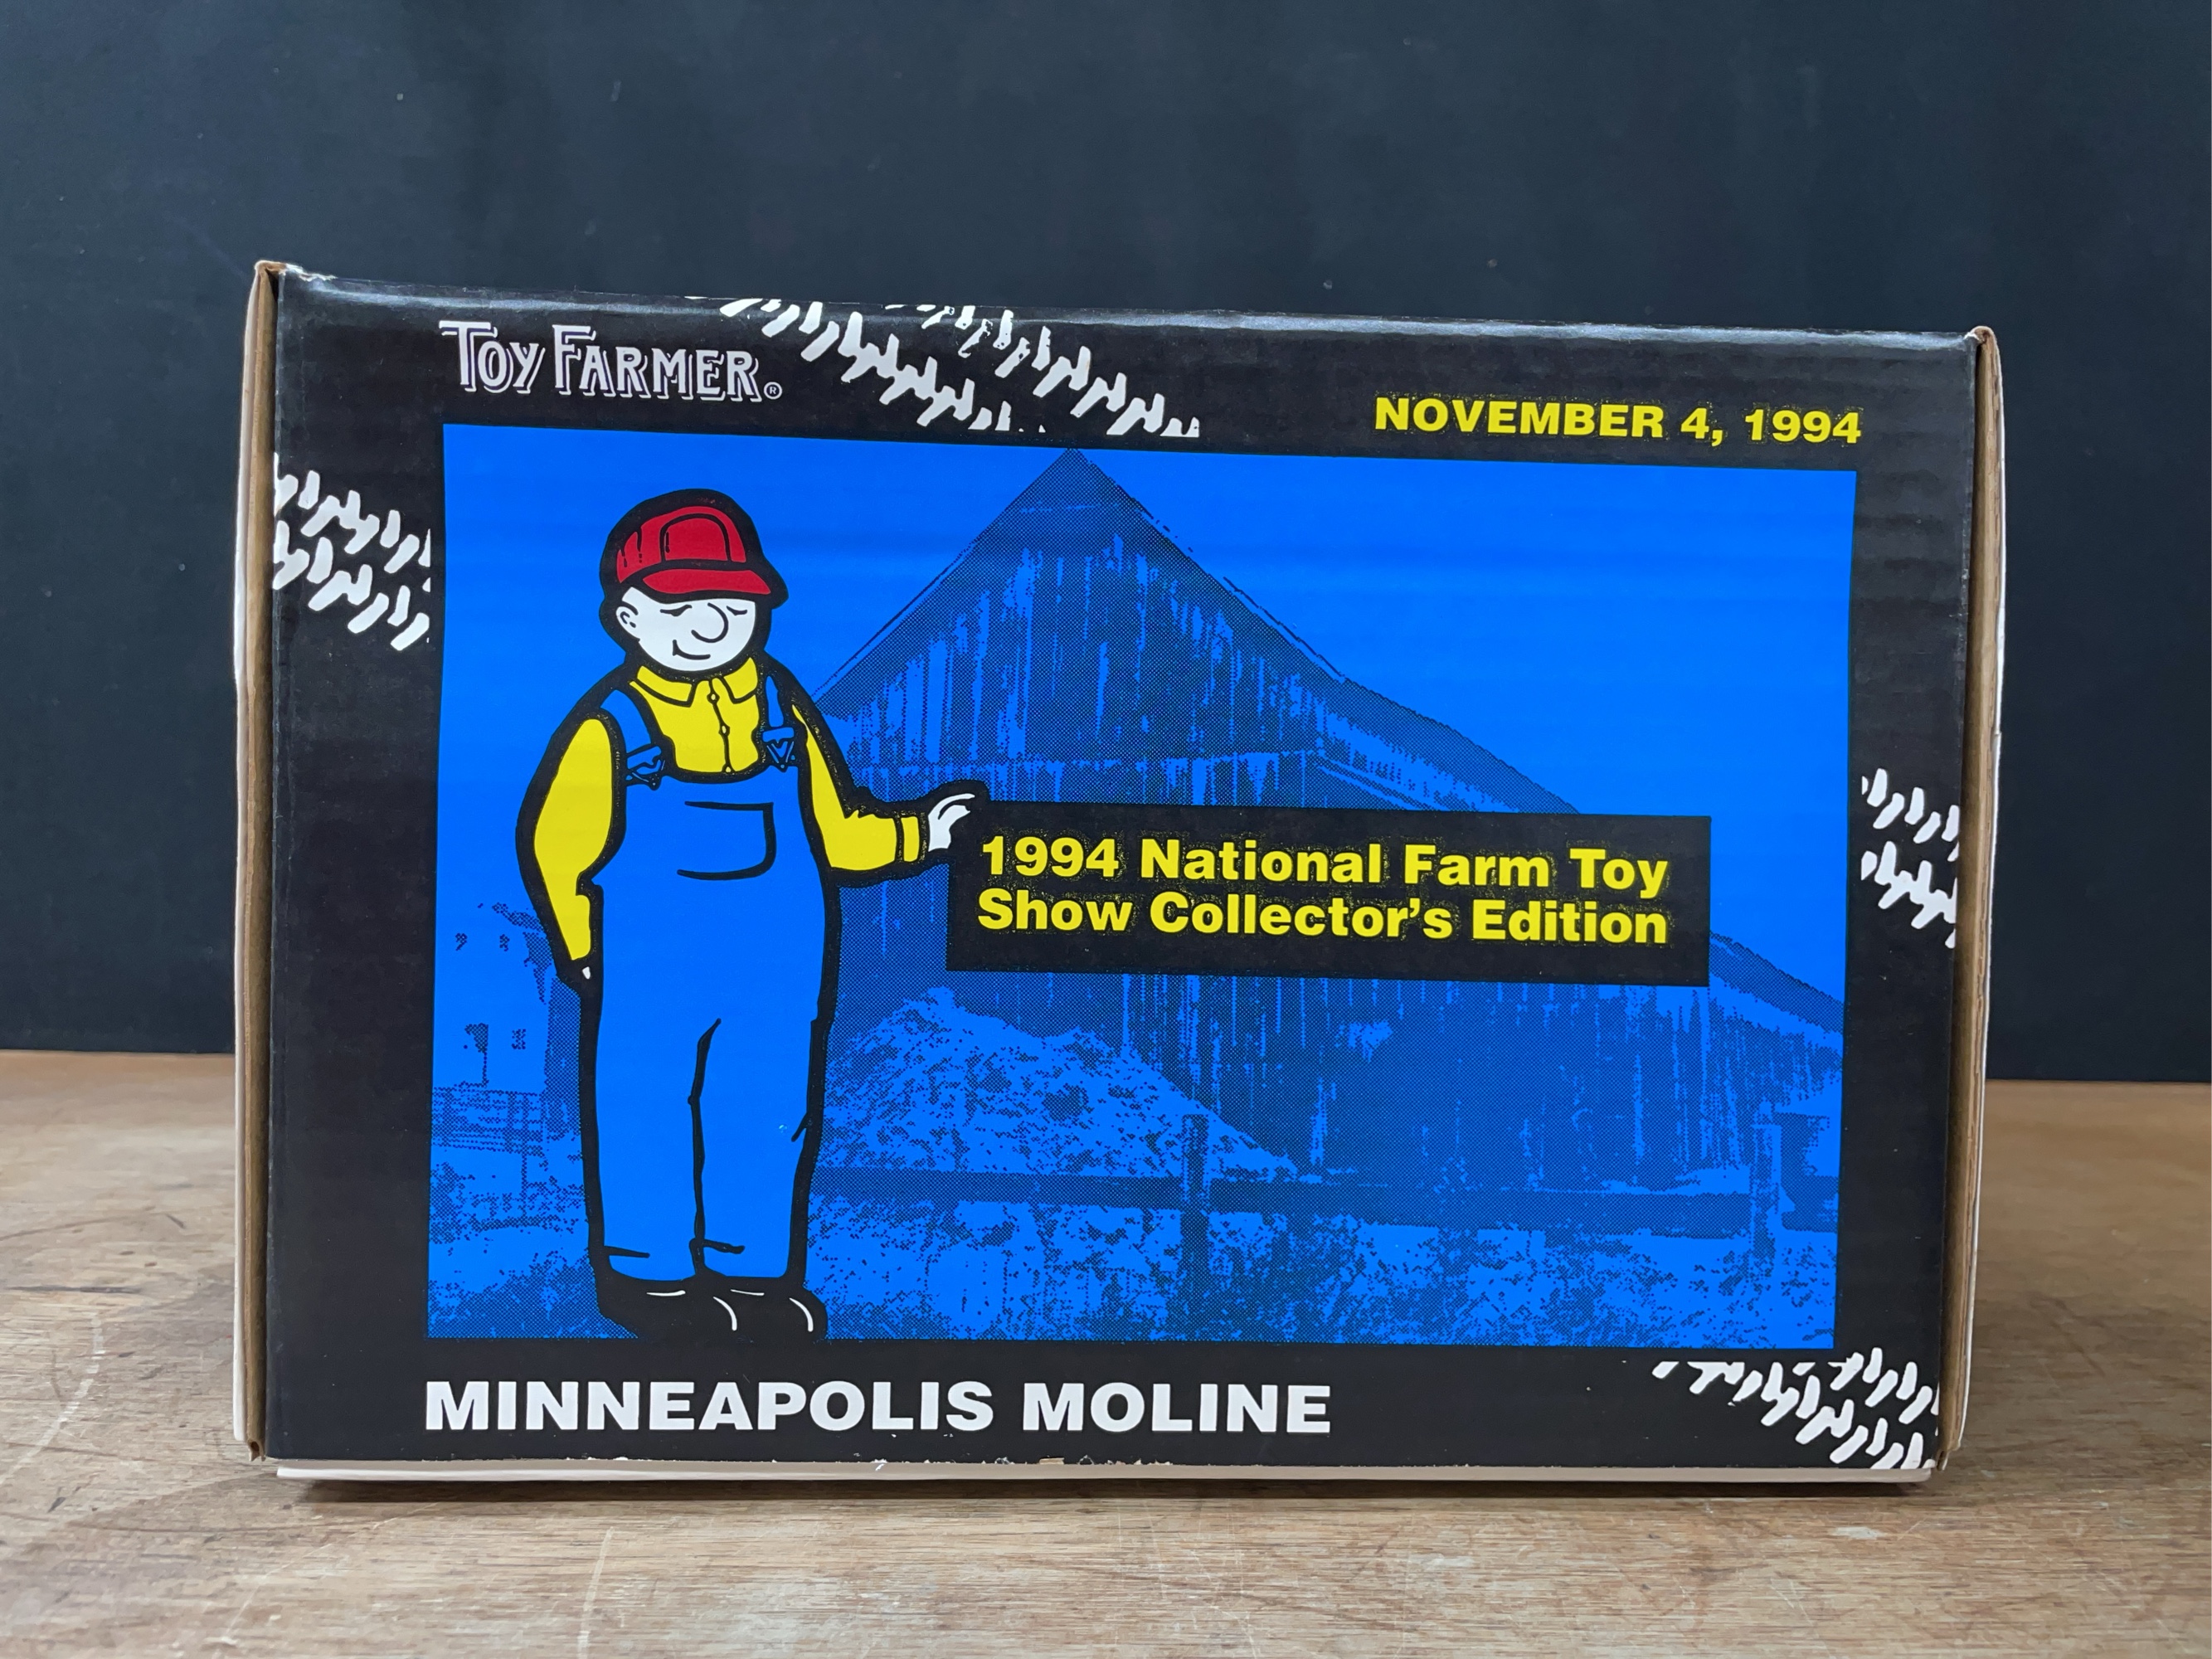 TOY FARMER®
NOVEMBER 4, 1994
1994 National Farm Toy
Show Collector's Edition
MINNEAPOLIS MOLINE